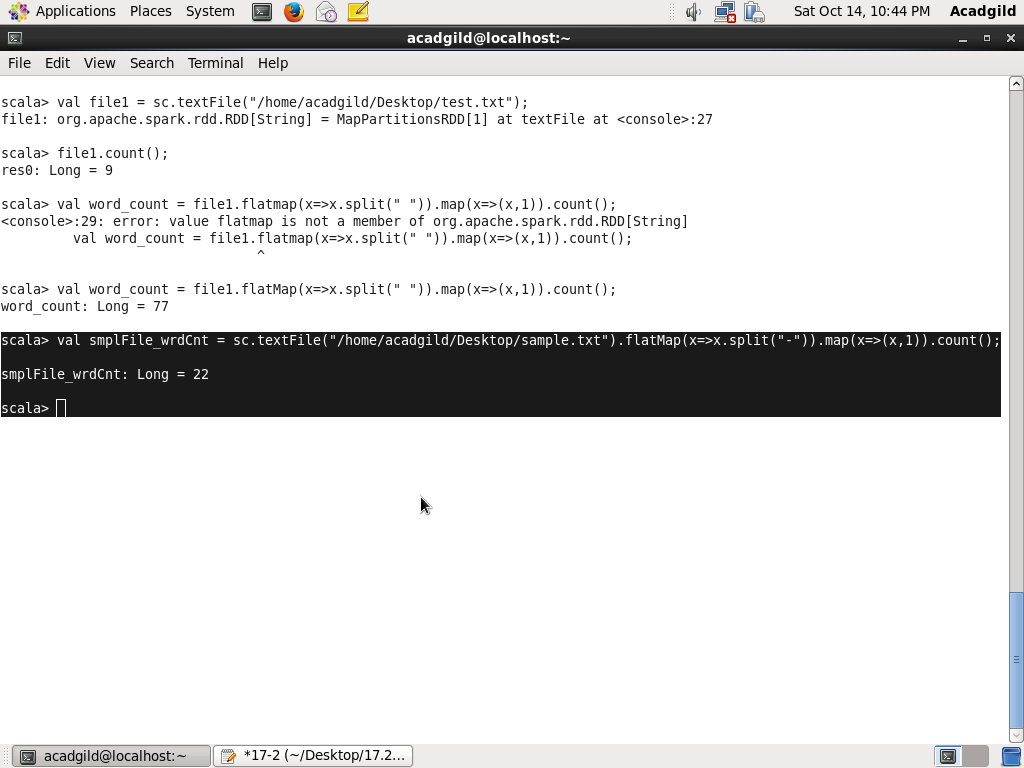 Applications Places System Sat Oct 14, 10:44 PM Acadgild
acadgild@localhost:~
File Edit View Search Terminal Help
scala> val file1 = sc.textFile("/home/acadgild/Desktop/test.txt");
file1: org.apache.spark.rdd.RDD[String] = MapPartitionsRDD[1] at textFile at <console>:27
scala> file1.count();
res0: Long = 9
scala> val word_count = file1.flatmap(x=>x.split(" ")).map(x=>(x,1)).count();
<console>:29: error: value flatmap is not a member of org.apache.spark.rdd.RDD[String]
         val word_count = file1.flatmap(x=>x.split(" ")).map(x=>(x,1)).count();
                                ^
scala> val word_count = file1.flatMap(x=>x.split(" ")).map(x=>(x,1)).count();
word_count: Long = 77
scala> val smplFile_wrdCnt = sc.textFile("/home/acadgild/Desktop/sample.txt").flatMap(x=>x.split("-")).map(x=>(x,1)).count();
smplFile_wrdCnt: Long = 22
scala>
acadgild@localhost:~ *17-2 (~/Desktop/17.2...